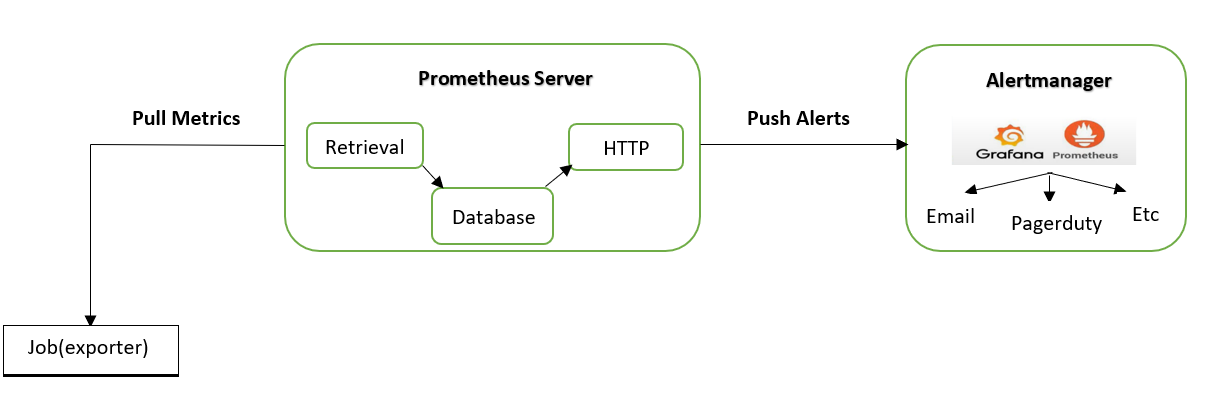 Prometheus Server
Alertmanager
Pull Metrics
Push Alerts
Retrieval
HTTP
Grafana
Prometheus
Database
Email
Pagerduty
Etc
Job(exporter)